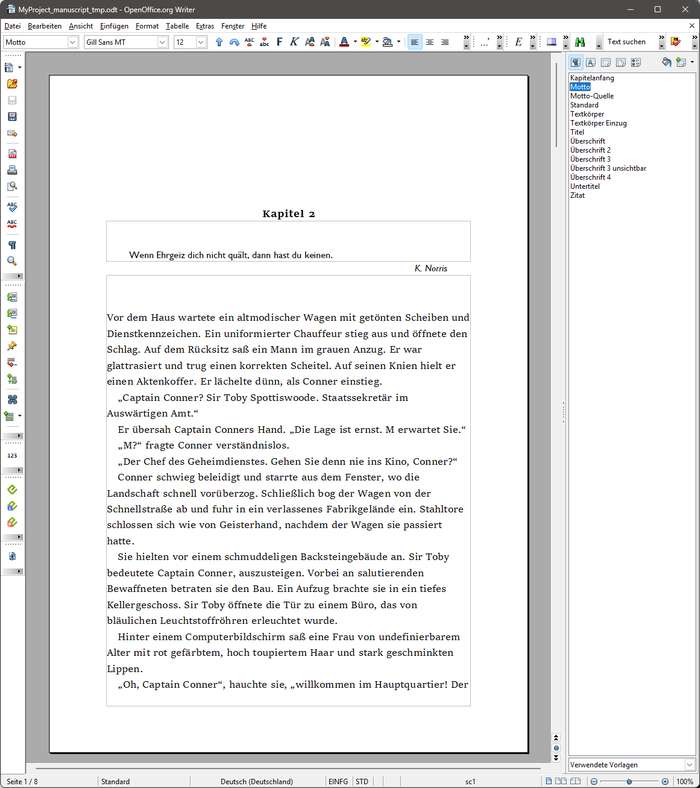 MyProject_manuscript_tmp.odt - OpenOffice.org Writer
Datei Bearbeiten Ansicht Einfügen Format Tabelle Extras Fenster Hilfe
Motto Gill Sans MT 12 ABC abc F K A A A A E Text suchen
Kapitelanfang
Motto
Motto-Quelle
Standard
Textkörper
Textkörper Einzug
Titel
Überschrift
Überschrift 2
Überschrift 3
Überschrift 3 unsichtbar
Überschrift 4
Untertitel
Zitat
ABC
ABC
123
Kapitel 2
Wenn Ehrgeiz dich nicht quält, dann hast du keinen.
K. Norris
Vor dem Haus wartete ein altmodischer Wagen mit getönten Scheiben und
Dienstkennzeichen. Ein uniformierter Chauffeur stieg aus und öffnete den
Schlag. Auf dem Rücksitz saß ein Mann im grauen Anzug. Er war
glattrasiert und trug einen korrekten Scheitel. Auf seinen Knien hielt er
einen Aktenkoffer. Er lächelte dünn, als Conner einstieg.
„Captain Conner? Sir Toby Spottiswoode. Staatssekretär im
Auswärtigen Amt.“
Er übersah Captain Conners Hand. „Die Lage ist ernst. M erwartet Sie.“
„M?“ fragte Conner verständnislos.
„Der Chef des Geheimdienstes. Gehen Sie denn nie ins Kino, Conner?“
Conner schwieg beleidigt und starrte aus dem Fenster, wo die
Landschaft schnell vorüberzog. Schließlich bog der Wagen von der
Schnellstraße ab und fuhr in ein verlassenes Fabrikgelände ein. Stahltore
schlossen sich wie von Geisterhand, nachdem der Wagen sie passiert
hatte.
Sie hielten vor einem schmuddeligen Backsteingebäude an. Sir Toby
bedeutete Captain Conner, auszusteigen. Vorbei an salutierenden
Bewaffneten betraten sie den Bau. Ein Aufzug brachte sie in ein tiefes
Kellergeschoss. Sir Toby öffnete die Tür zu einem Büro, das von
bläulichen Leuchtstoffröhren erleuchtet wurde.
Hinter einem Computerbildschirm saß eine Frau von undefinierbarem
Alter mit rot gefärbtem, hoch toupiertem Haar und stark geschminkten
Lippen.
„Oh, Captain Conner“, hauchte sie, „willkommen im Hauptquartier! Der
Verwendete Vorlagen
Seite 1 / 8 Standard Deutsch (Deutschland) EINFG STD sc1 100%